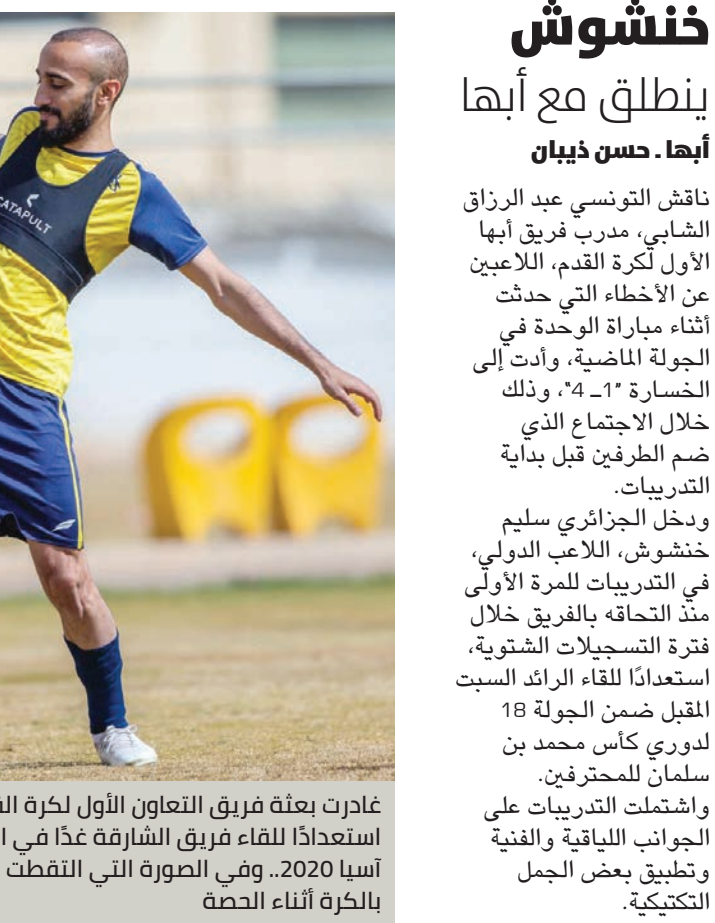 خنشوش
ينطلق مع أبها
أبها ـ حسن ذيبان
ناقش التونسي عبد الرزاق
الشابي، مدرب فريق أبها
الأول لكرة القدم، اللاعبين
عن الأخطاء التي حدثت
أثناء مباراة الوحدة في
الجولة الماضية، وأدت إلى
الخسارة "1ـ 4"، وذلك
خلال الاجتماع الذي
ضم الطرفين قبل بداية
التدريبات.
ودخل الجزائري سليم
خنشوش، اللاعب الدولي،
في التدريبات للمرة الأولى
منذ التحاقه بالفريق خلال
فترة التسجيلات الشتوية،
استعدادًا للقاء الرائد السبت
المقبل ضمن الجولة 18
لدوري كأس محمد بن
سلمان للمحترفين.
واشتملت التدريبات على
الجوانب اللياقية والفنية
وتطبيق بعض الجمل
التكتيكية.
CATAPULT
غادرت بعثة فريق التعاون الأول لكرة
استعدادًا للقاء فريق الشارقة غدًا في
آسيا 2020.. وفي الصورة التي التقطت
بالكرة أثناء الحصة